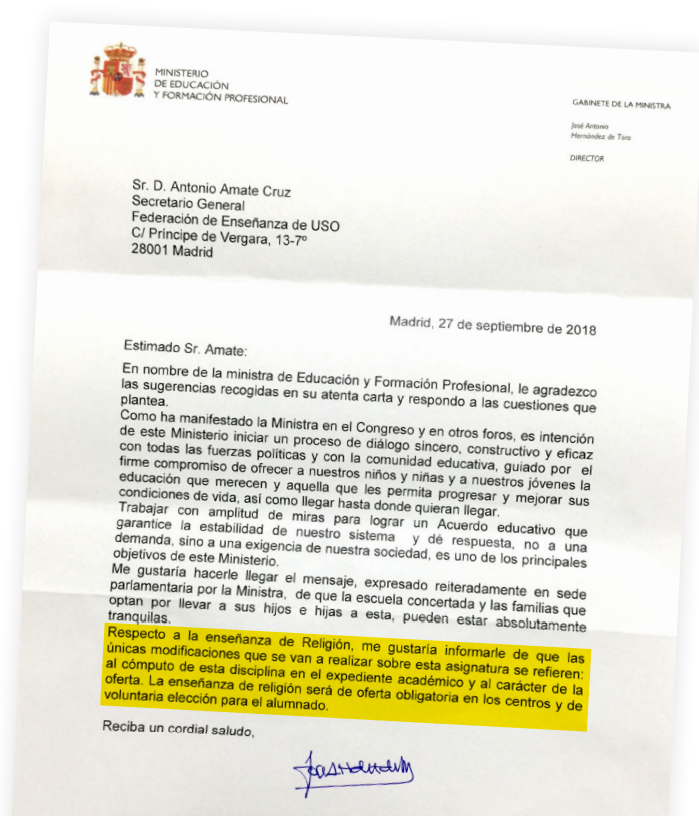 MINISTERIO
DE EDUCACIÓN
Y FORMACIÓN PROFESIONAL
GABINETE DE LA MINISTRA
José Antonio
Hernández de Toro
DIRECTOR
Sr. D. Antonio Amate Cruz
Secretario General
Federación de Enseñanza de USO
C/ Principe de Vergara, 13-7º
28001 Madrid
Madrid, 27 de septiembre de 2018
Estimado Sr. Amate:
En nombre de la ministra de Educación y Formación Profesional, le agradezco
las sugerencias recogidas en su atenta carta y respondo a las cuestiones que
plantea.
Como ha manifestado la Ministra en el Congreso y en otros foros, es intención
de este Ministerio iniciar un proceso de diálogo sincero, constructivo y eficaz
con todas las fuerzas políticas y con la comunidad educativa, guiado por el
firme compromiso de ofrecer a nuestros niños y niñas y a nuestros jóvenes la
educación que merecen y aquella que les permita progresar y mejorar sus
condiciones de vida, así como llegar hasta donde quieran llegar.
Trabajar con amplitud de miras para lograr un Acuerdo educativo que
garantice la estabilidad de nuestro sistema y dé respuesta, no a una
demanda, sino a una exigencia de nuestra sociedad, es uno de los principales
objetivos de este Ministerio.
Me gustaría hacerle llegar el mensaje, expresado reiteradamente en sede
parlamentaria por la Ministra, de que la escuela concertada y las familias que
optan por llevar a sus hijos e hijas a esta, pueden estar absolutamente
tranquilas.
Respecto a la enseñanza de Religión, me gustaría informarle de que las
únicas modificaciones que se van a realizar sobre esta asignatura se refieren:
al cómputo de esta disciplina en el expediente académico y al carácter de la
oferta. La enseñanza de religión será de oferta obligatoria en los centros y de
voluntaria elección para el alumnado.
Reciba un cordial saludo,